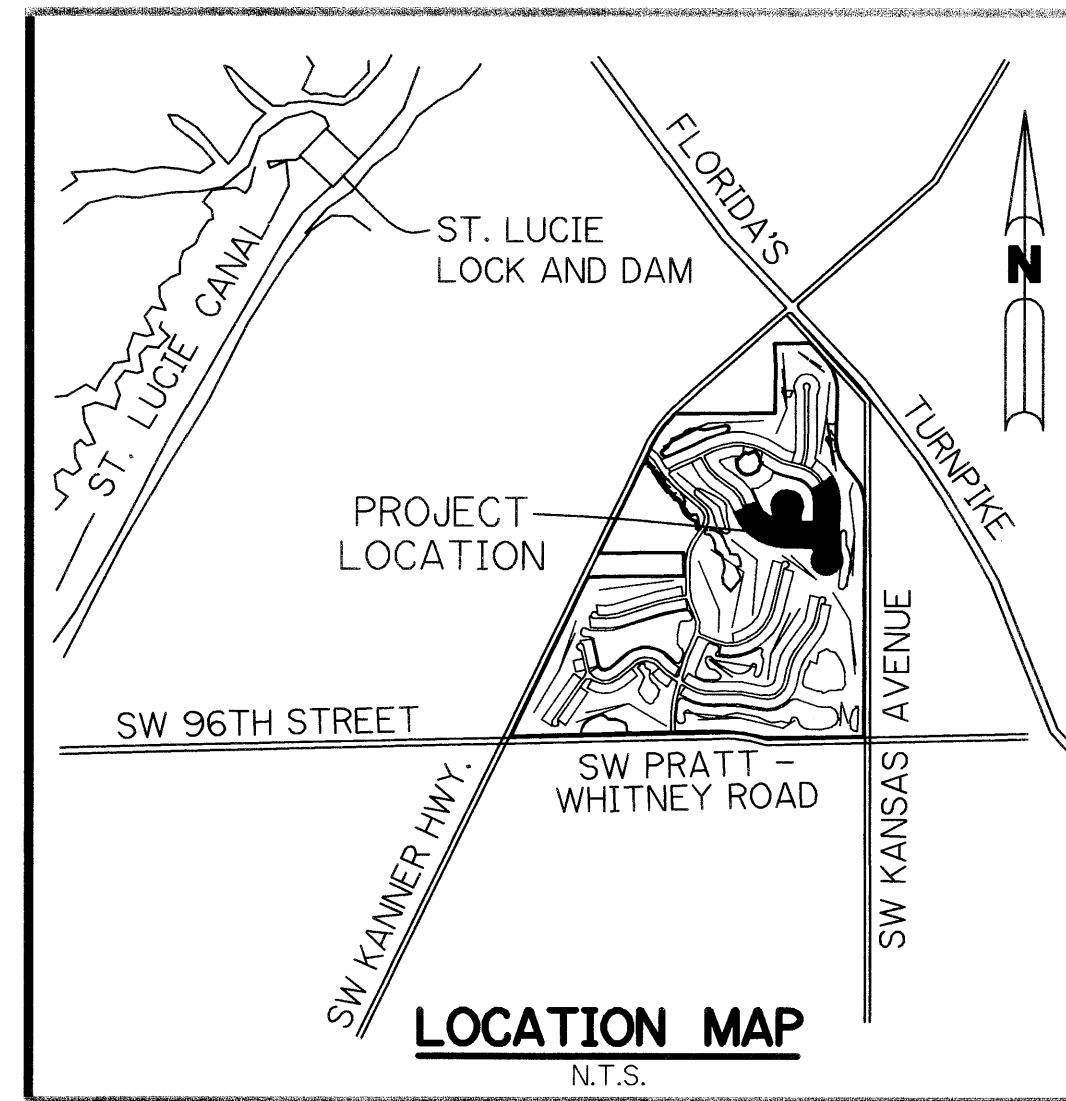 FLORIDA'S
TURNPIKE
N
ST. LUCIE
LOCK AND DAM
ST. LUCIE CANAL
PROJECT
LOCATION
SW 96TH STREET
SW PRATT –
WHITNEY ROAD
SW KANSAS AVENUE
SW KANNER HWY.
LOCATION MAP
N.T.S.